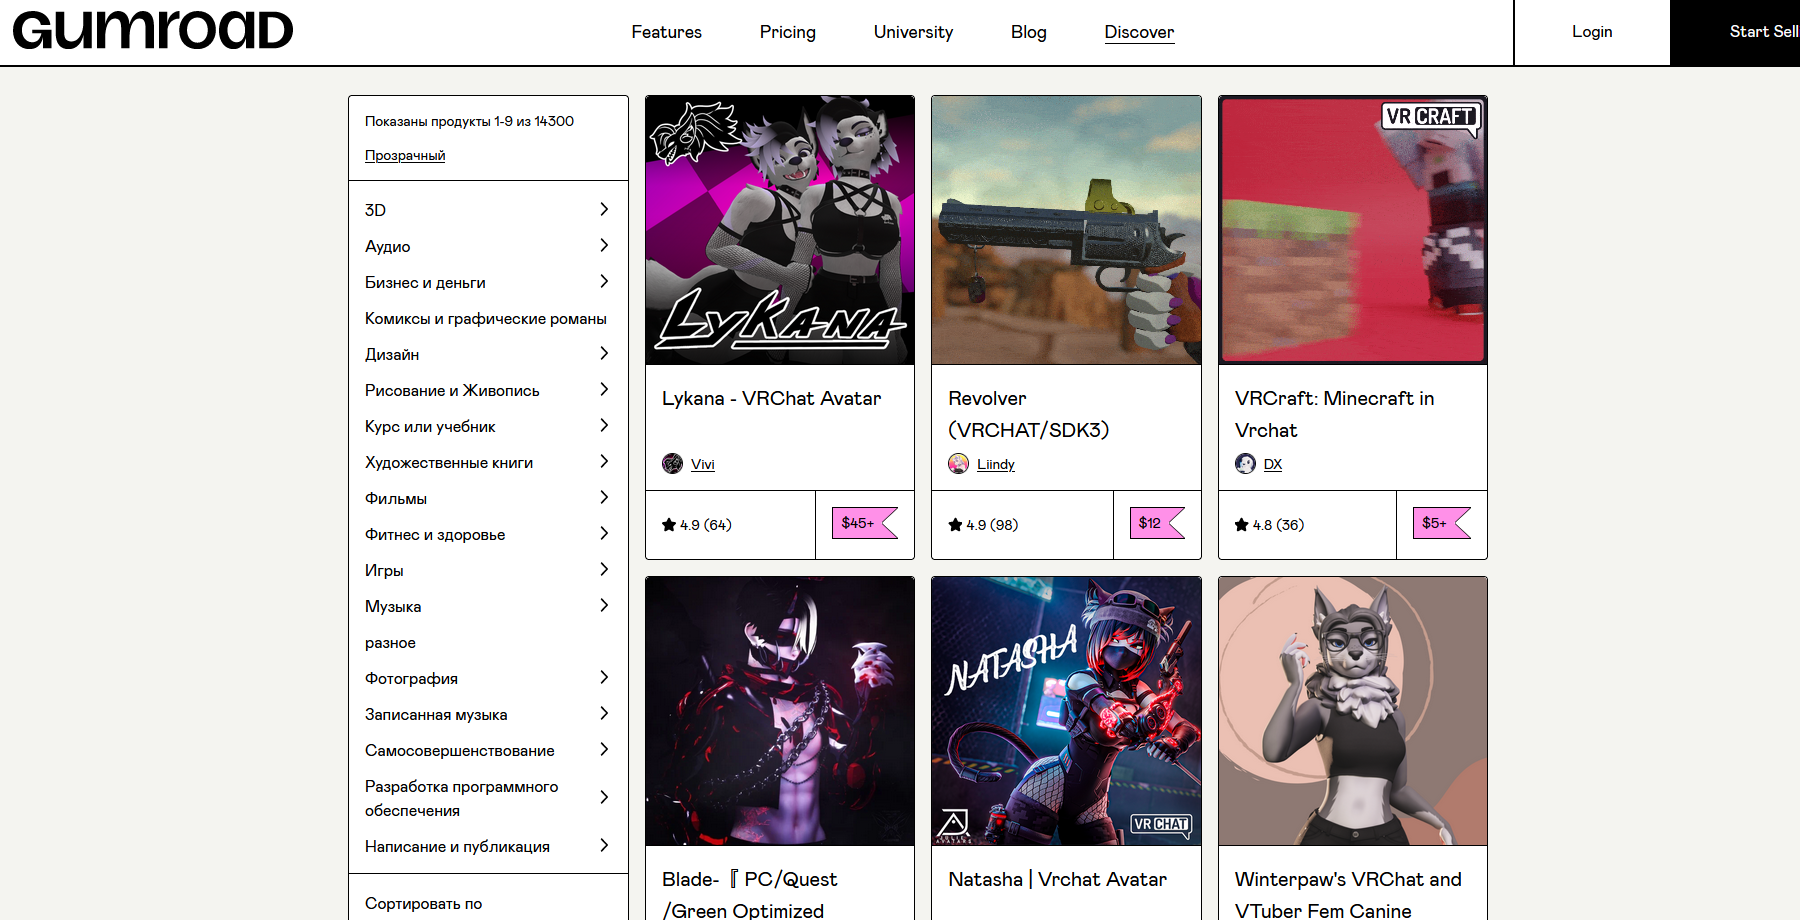 GUMROAD
Features
Pricing
University
Blog
Discover
Login
Start Sell
Показаны продукты 1-9 из 14300
Прозрачный
3D
Аудио
Бизнес и деньги
Комиксы и графические романы
Дизайн
Рисование и Живопись
Курс или учебник
Художественные книги
Фильмы
Фитнес и здоровье
Игры
Музыка
разное
Фотография
Записанная музыка
Самосовершенствование
Разработка программного
обеспечения
Написание и публикация
Сортировать по
LYKANA
Lykana - VRChat Avatar
Vivi
4.9 (64)
$45+
Revolver
(VRCHAT/SDK3)
Liindy
4.9 (98)
$12
VR CRAFT
VRCraft: Minecraft in
Vrchat
DX
4.8 (36)
$5+
Blade-〖 PC/Quest
/Green Optimized
NATASHA
VR CHAT
Natasha | Vrchat Avatar
Winterpaw's VRChat and
VTuber Fem Canine